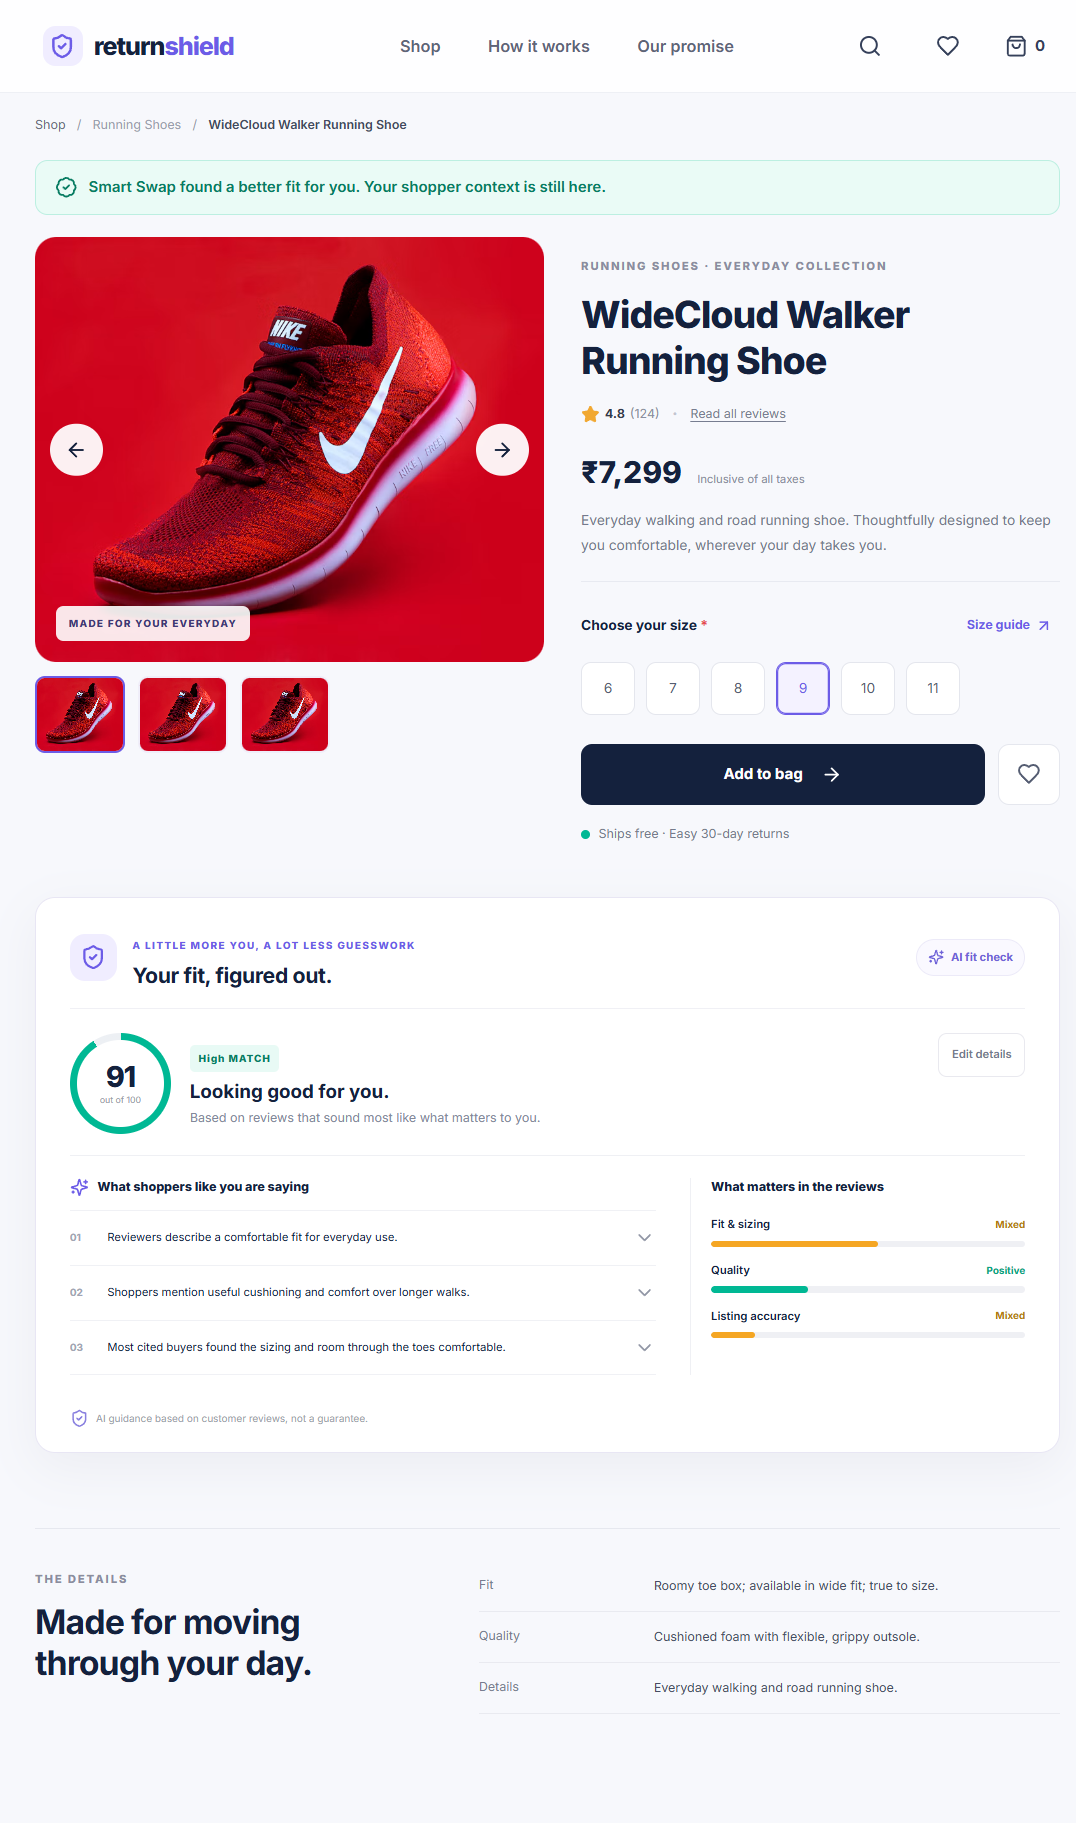 returnshield
Shop
How it works
Our promise
0
Shop / Running Shoes / WideCloud Walker Running Shoe
Smart Swap found a better fit for you. Your shopper context is still here.
NIKE
NIKE FREE
MADE FOR YOUR EVERYDAY
RUNNING SHOES · EVERYDAY COLLECTION
WideCloud Walker
Running Shoe
4.8 (124) · Read all reviews
₹7,299 Inclusive of all taxes
Everyday walking and road running shoe. Thoughtfully designed to keep
you comfortable, wherever your day takes you.
Choose your size *
Size guide
6 7 8 9 10 11
Add to bag
Ships free · Easy 30-day returns
A LITTLE MORE YOU, A LOT LESS GUESSWORK
Your fit, figured out.
AI fit check
91
out of 100
High MATCH
Looking good for you.
Based on reviews that sound most like what matters to you.
Edit details
What shoppers like you are saying
01 Reviewers describe a comfortable fit for everyday use.
02 Shoppers mention useful cushioning and comfort over longer walks.
03 Most cited buyers found the sizing and room through the toes comfortable.
What matters in the reviews
Fit & sizing Mixed
Quality Positive
Listing accuracy Mixed
AI guidance based on customer reviews, not a guarantee.
THE DETAILS
Made for moving
through your day.
Fit Roomy toe box; available in wide fit; true to size.
Quality Cushioned foam with flexible, grippy outsole.
Details Everyday walking and road running shoe.